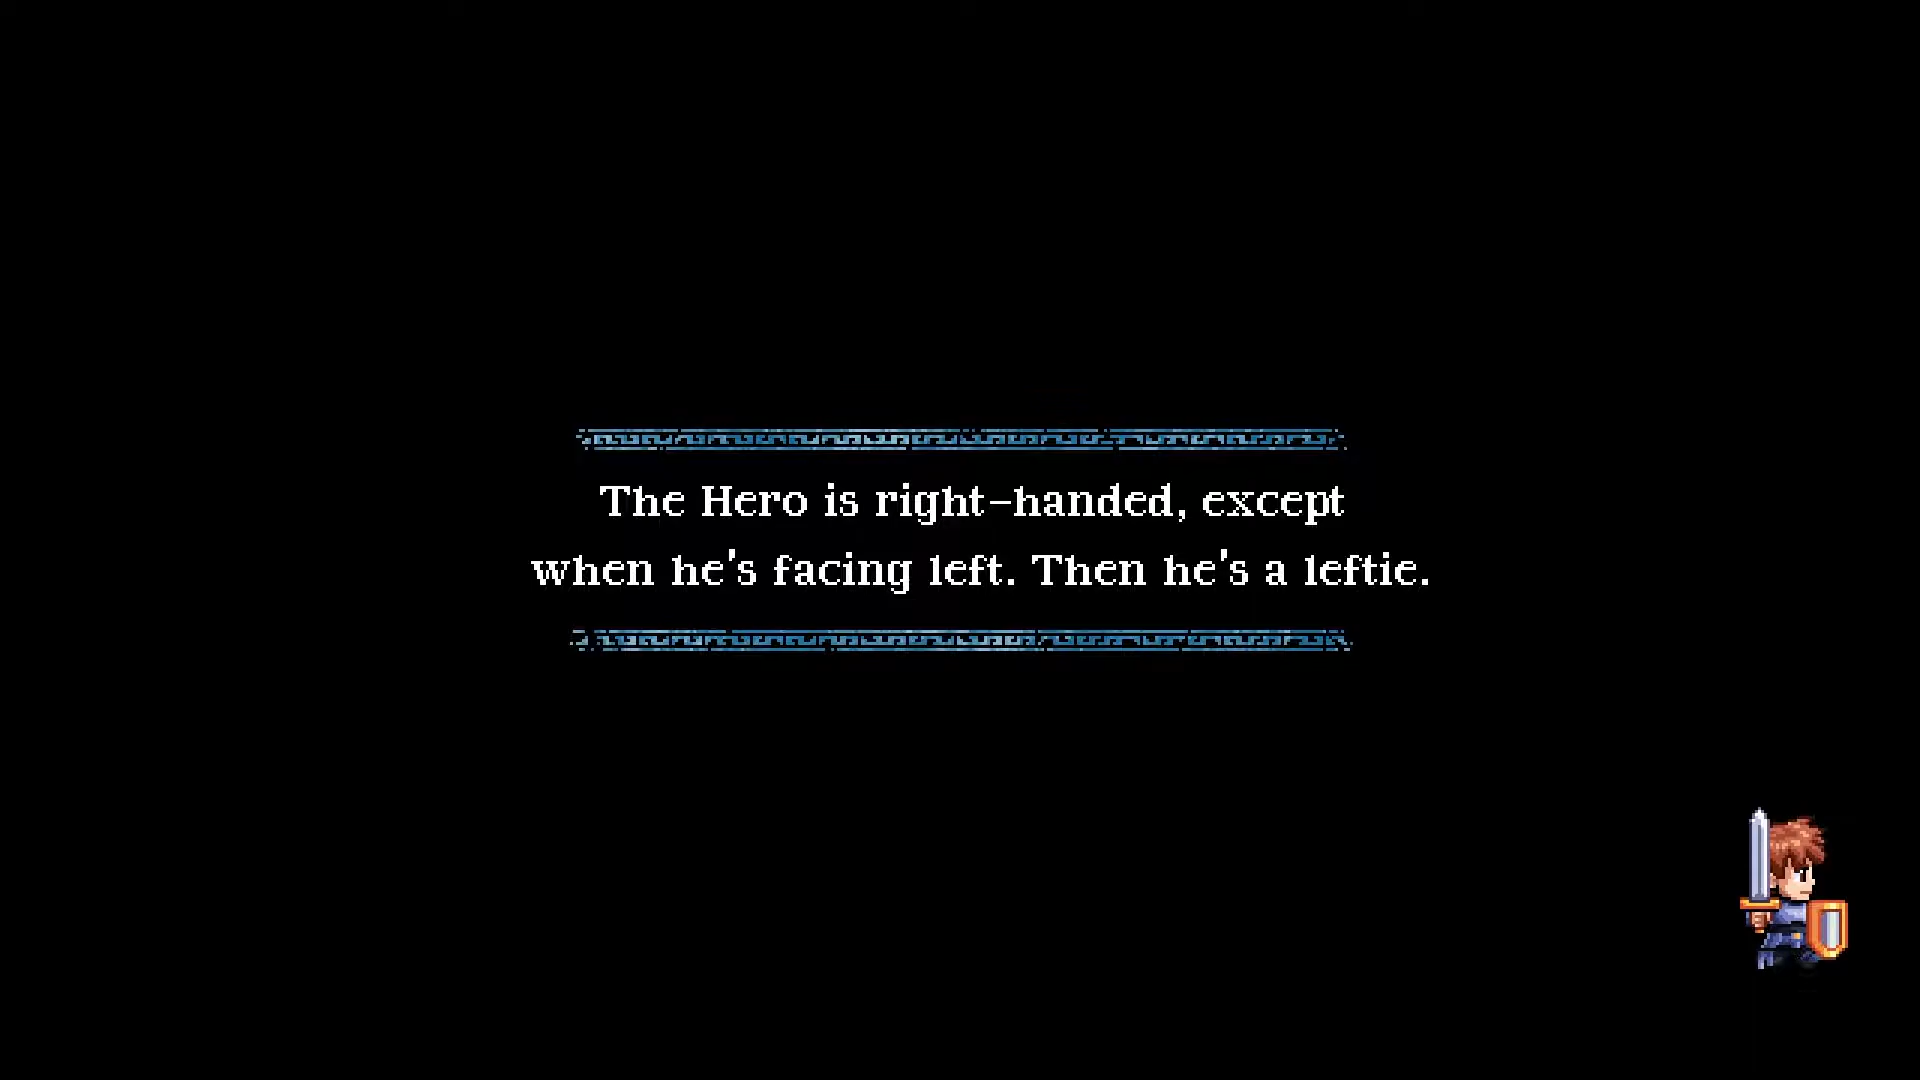 The Hero is right-handed, except
when he's facing left. Then he's a leftie.